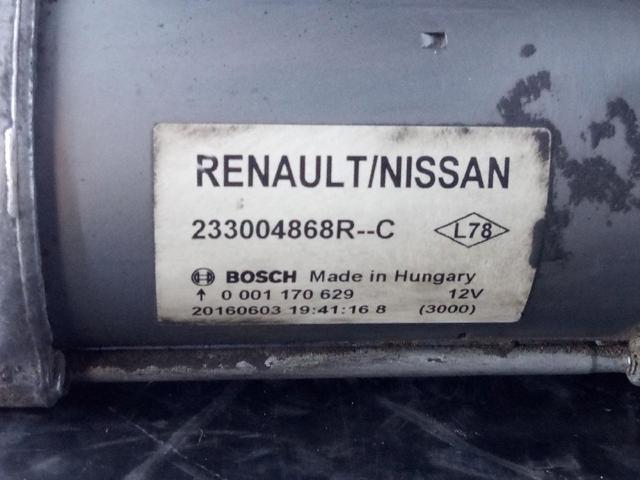 RENAULT/NISSAN
233004868R--C L78
BOSCH Made in Hungary
↑ 0 001 170 629 12V
20160603 19:41:16 8 (3000)